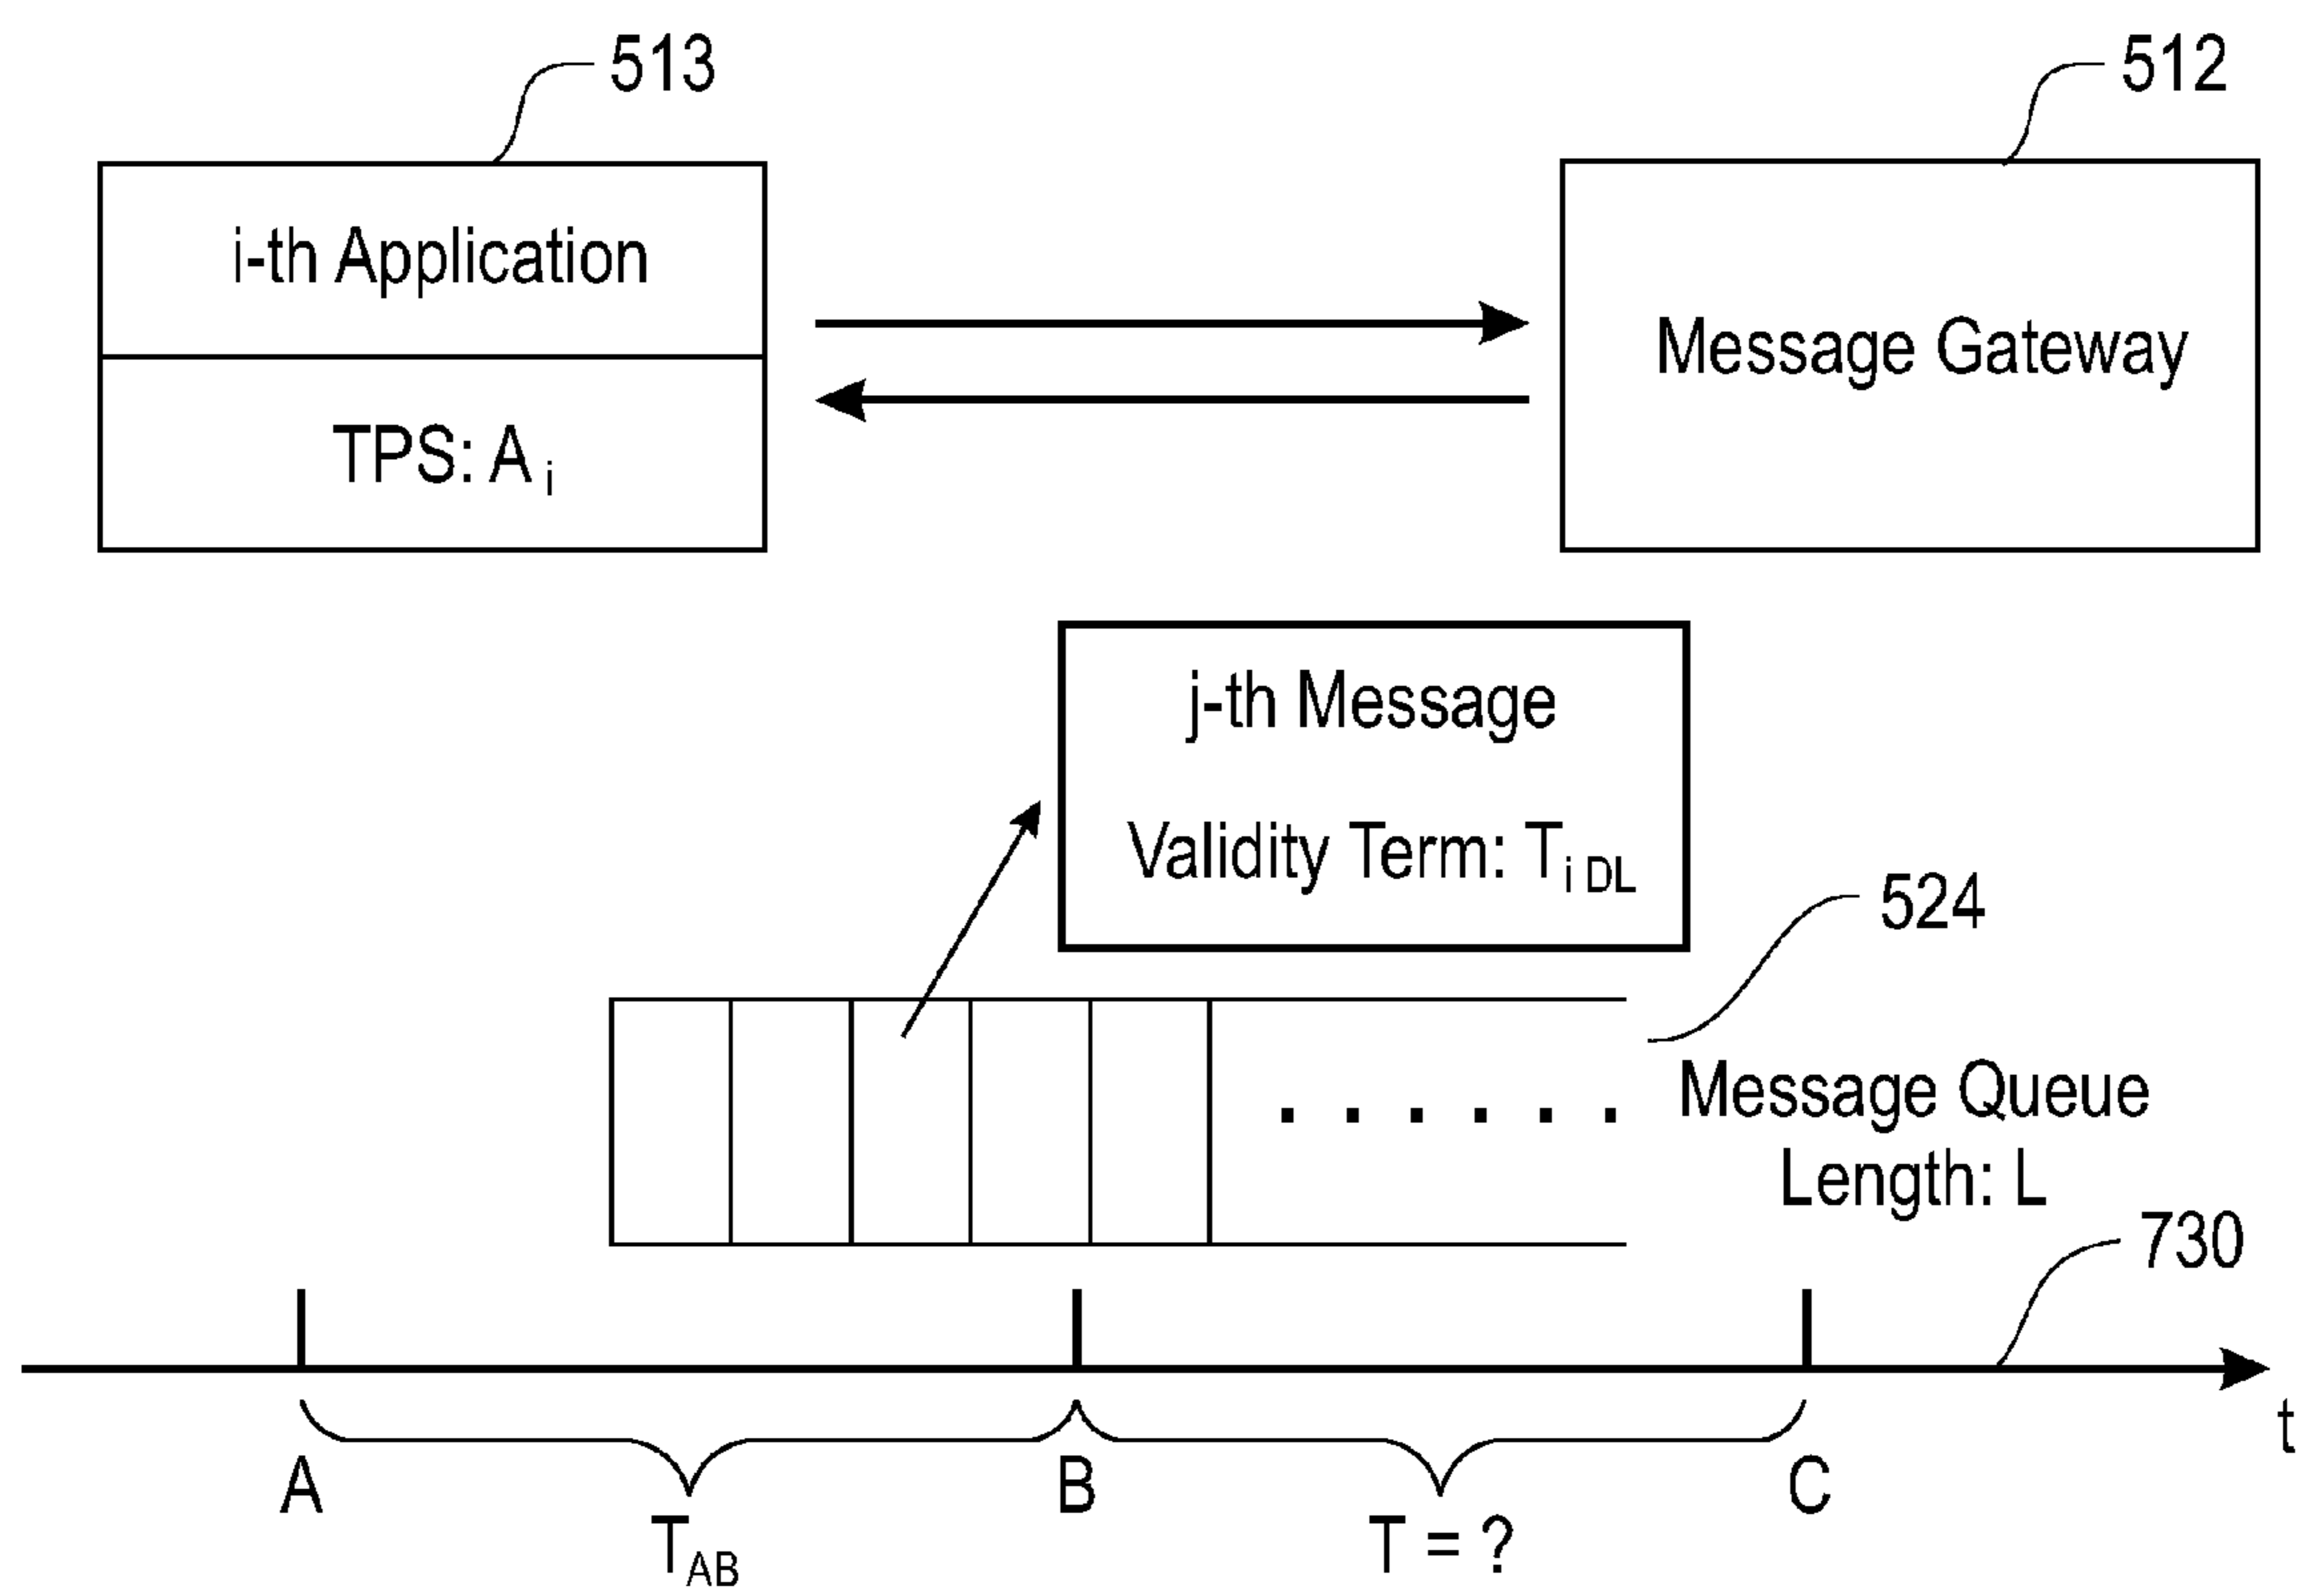 513
512
i-th Application
TPS: A i
Message Gateway
j-th Message
Validity Term: T i DL
524
Message Queue
Length: L
730
t
A
B
C
T AB
T = ?